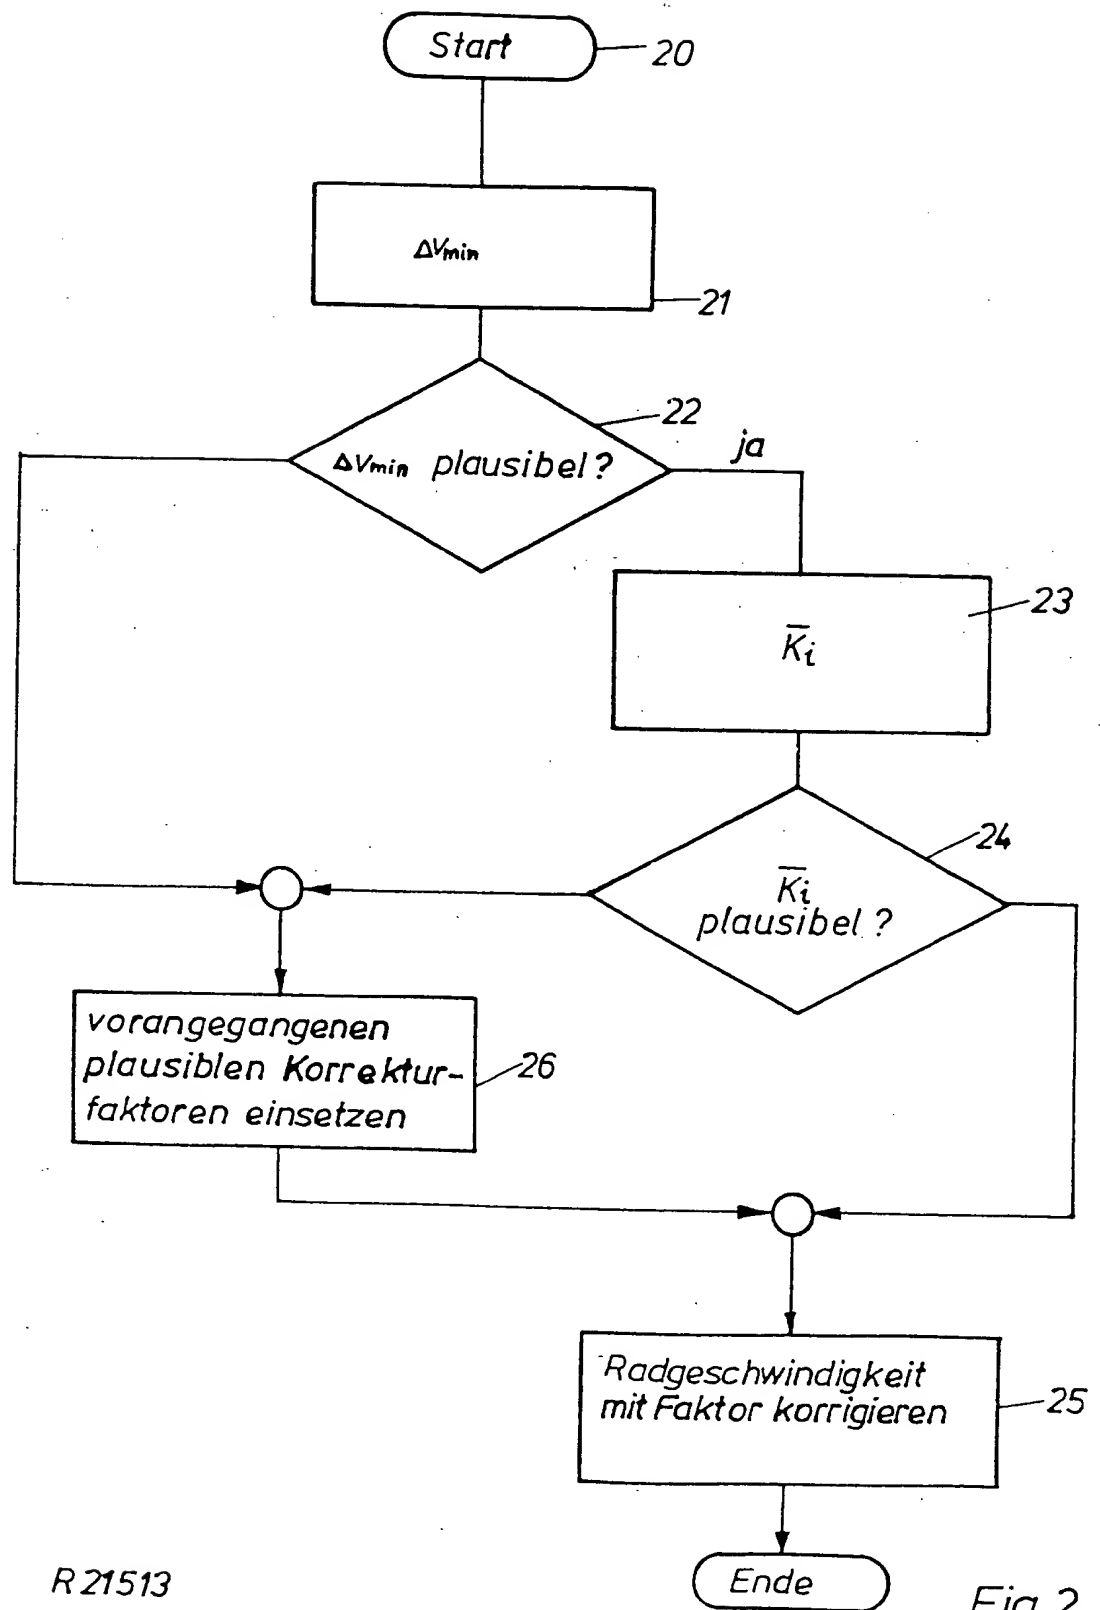 Start
20
ΔVmin
21
22
ΔVmin plausibel?
ja
23
K̅i
24
K̅i
plausibel?
vorangegangenen
plausiblen Korrektur-
faktoren einsetzen
26
Radgeschwindigkeit
mit Faktor korrigieren
25
Ende
R 21513
Fig. 2